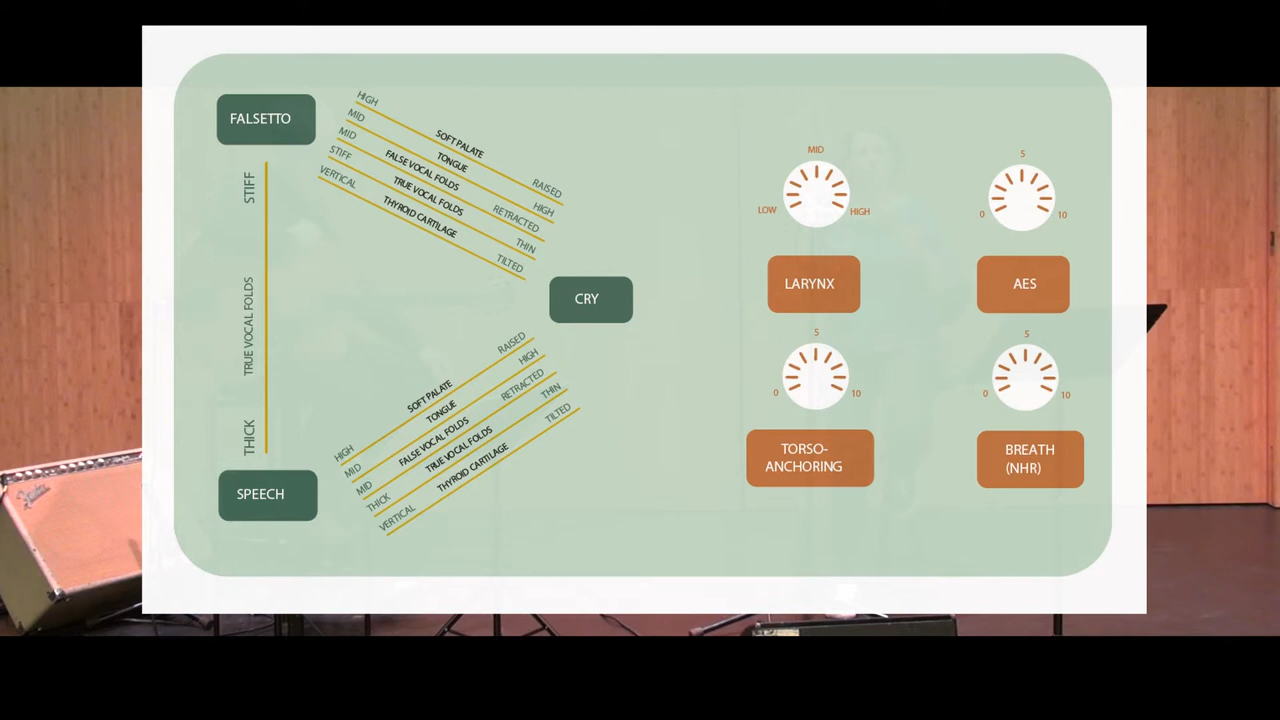 FALSETTO
STIFF
TRUE VOCAL FOLDS
THICK
SPEECH
HIGH SOFT PALATE RAISED
MID TONGUE HIGH
MID FALSE VOCAL FOLDS RETRACTED
STIFF TRUE VOCAL FOLDS THIN
VERTICAL THYROID CARTILAGE TILTED
CRY
HIGH SOFT PALATE RAISED
MID TONGUE HIGH
MID FALSE VOCAL FOLDS RETRACTED
THICK TRUE VOCAL FOLDS THIN
VERTICAL THYROID CARTILAGE TILTED
MID
LOW HIGH
LARYNX
5
0 10
AES
5
0 10
TORSO-
ANCHORING
5
0 10
BREATH
(NHR)